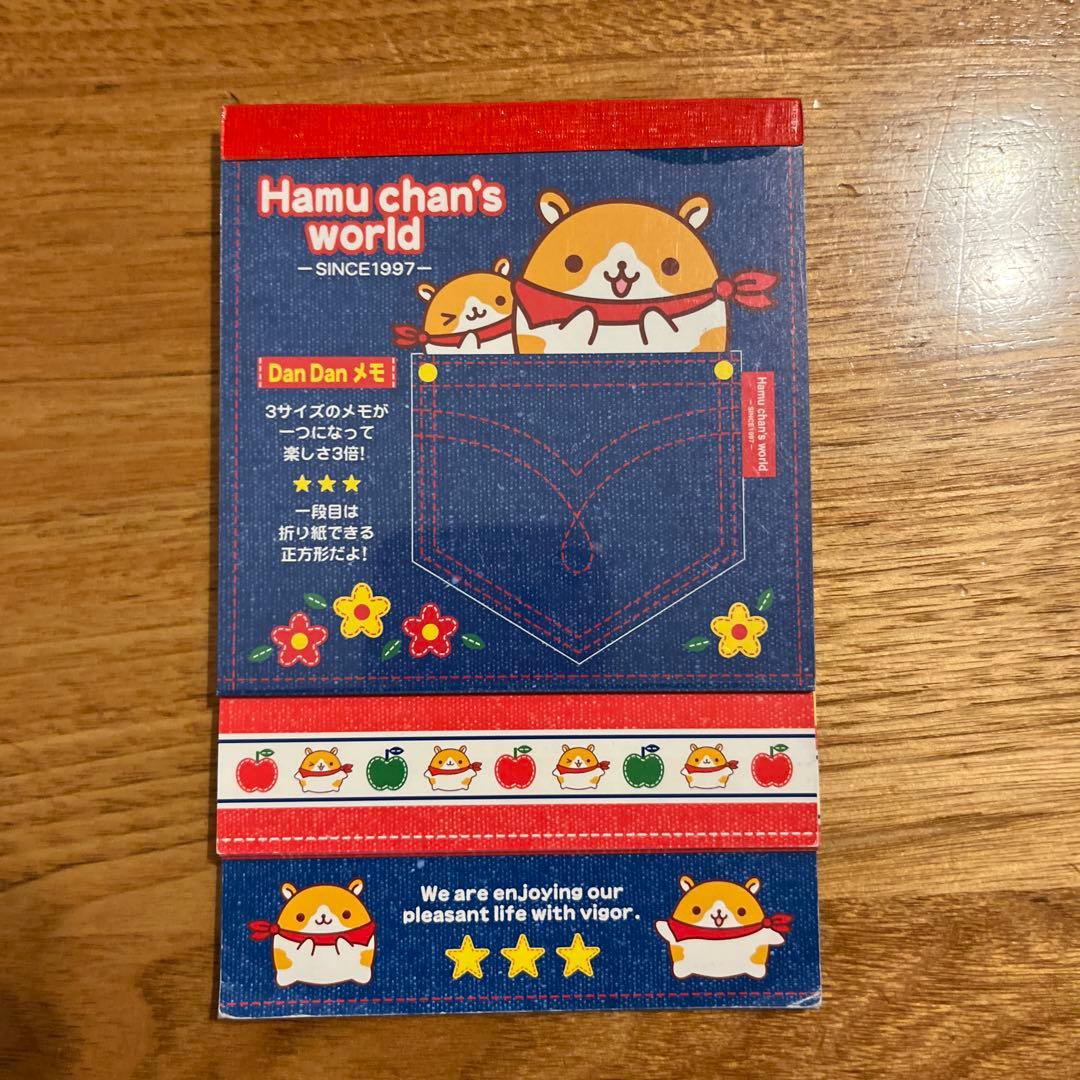 Hamu chan's
world
－SINCE1997－
Dan Dan メモ
3サイズのメモが
一つになって
楽しさ3倍!
一段目は
折り紙できる
正方形だよ!
Hamu chan's world
－SINCE1997－
We are enjoying our
pleasant life with vigor.